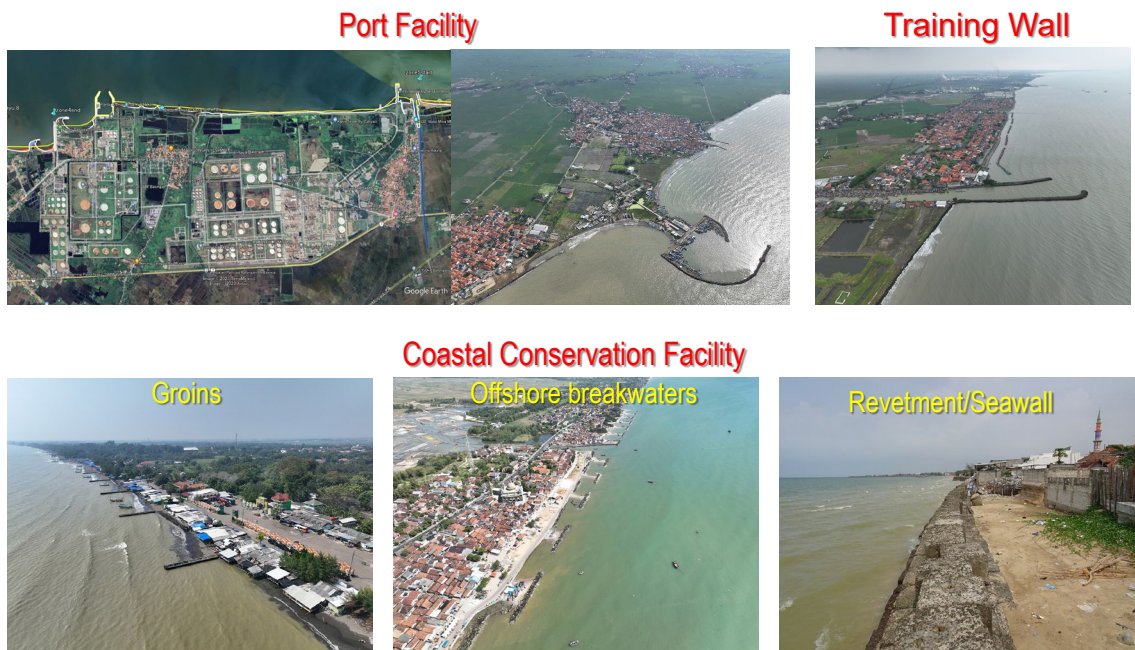 Port Facility
Training Wall
Google Earth
Coastal Conservation Facility
Groins
Offshore breakwaters
Revetment/Seawall